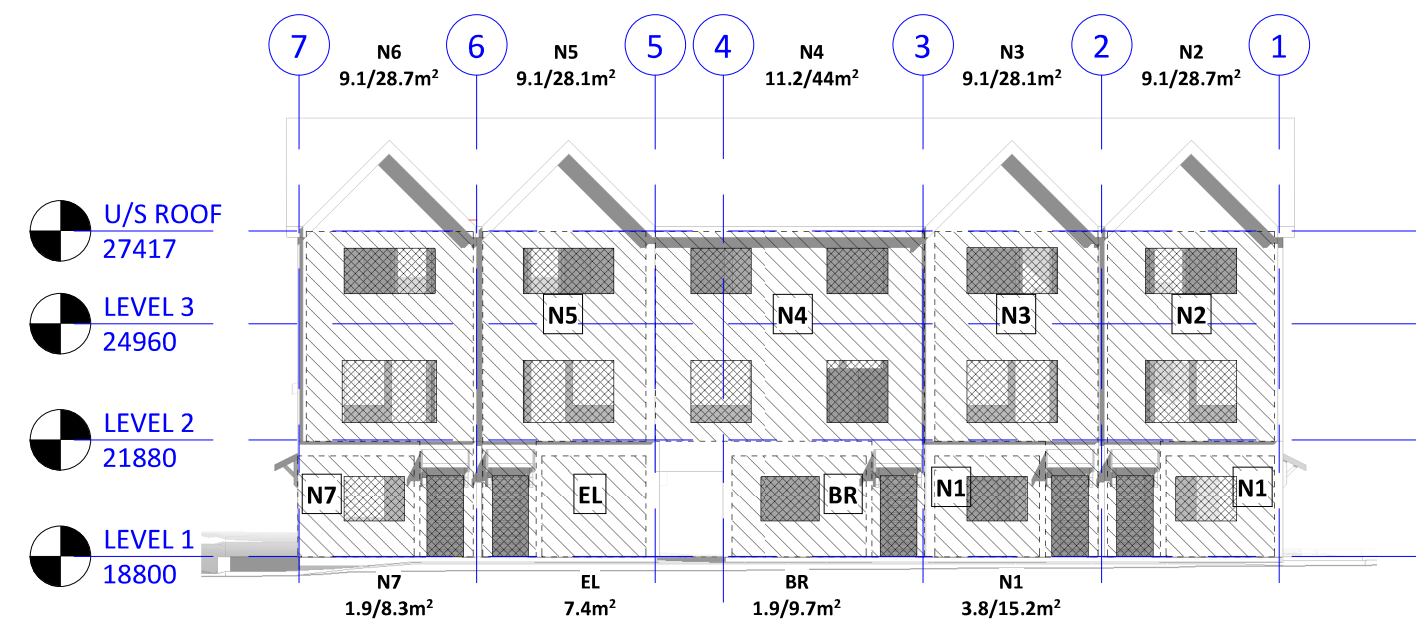 7
6
5
4
3
2
1
N6
9.1/28.7m²
N5
9.1/28.1m²
N4
11.2/44m²
N3
9.1/28.1m²
N2
9.1/28.7m²
U/S ROOF
27417
LEVEL 3
24960
LEVEL 2
21880
LEVEL 1
18800
N5
N4
N3
N2
N7
EL
BR
N1
N1
N7
1.9/8.3m²
EL
7.4m²
BR
1.9/9.7m²
N1
3.8/15.2m²